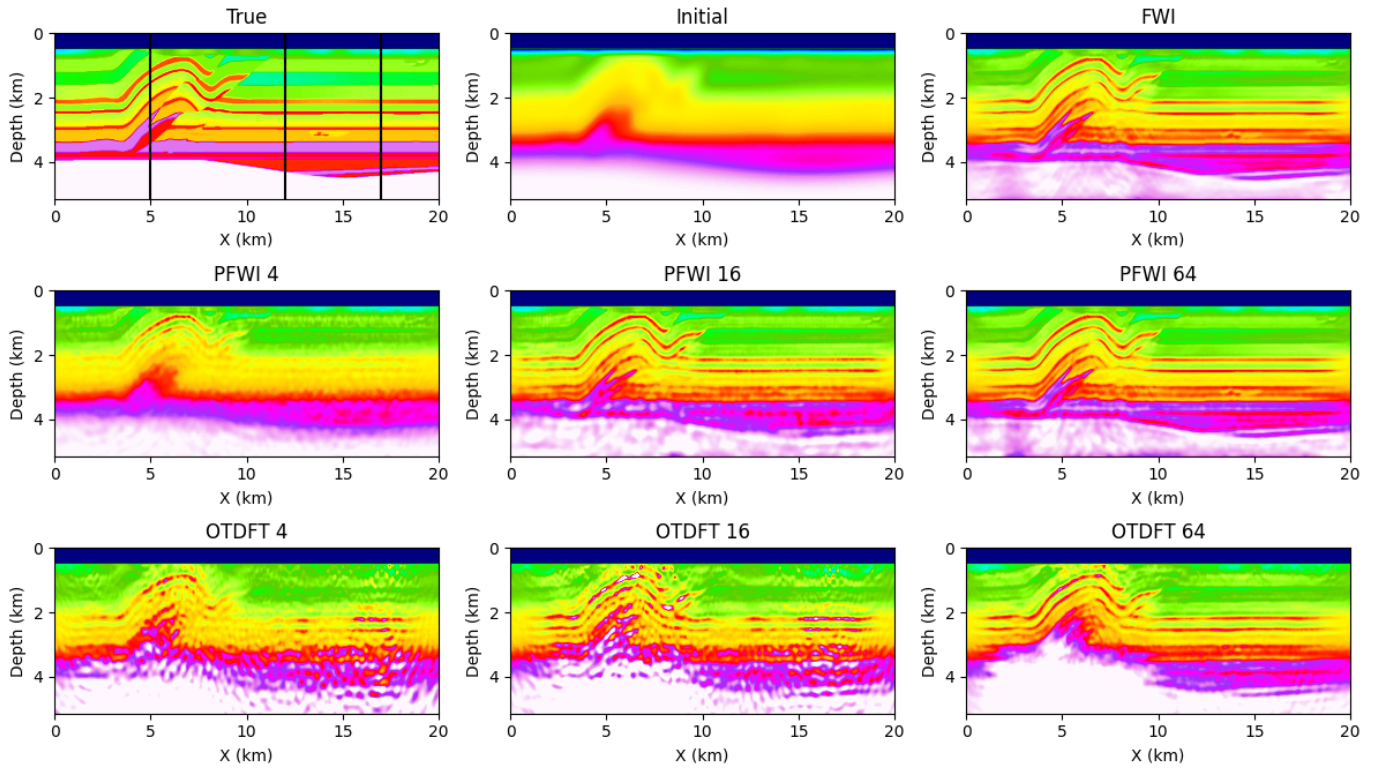 True Initial FWI
0 0 0
2 2 2
4 4 4
Depth (km) Depth (km) Depth (km)
0 5 10 15 20 0 5 10 15 20 0 5 10 15 20
X (km) X (km) X (km)
PFWI 4 PFWI 16 PFWI 64
0 0 0
2 2 2
4 4 4
Depth (km) Depth (km) Depth (km)
0 5 10 15 20 0 5 10 15 20 0 5 10 15 20
X (km) X (km) X (km)
OTDFT 4 OTDFT 16 OTDFT 64
0 0 0
2 2 2
4 4 4
Depth (km) Depth (km) Depth (km)
0 5 10 15 20 0 5 10 15 20 0 5 10 15 20
X (km) X (km) X (km)